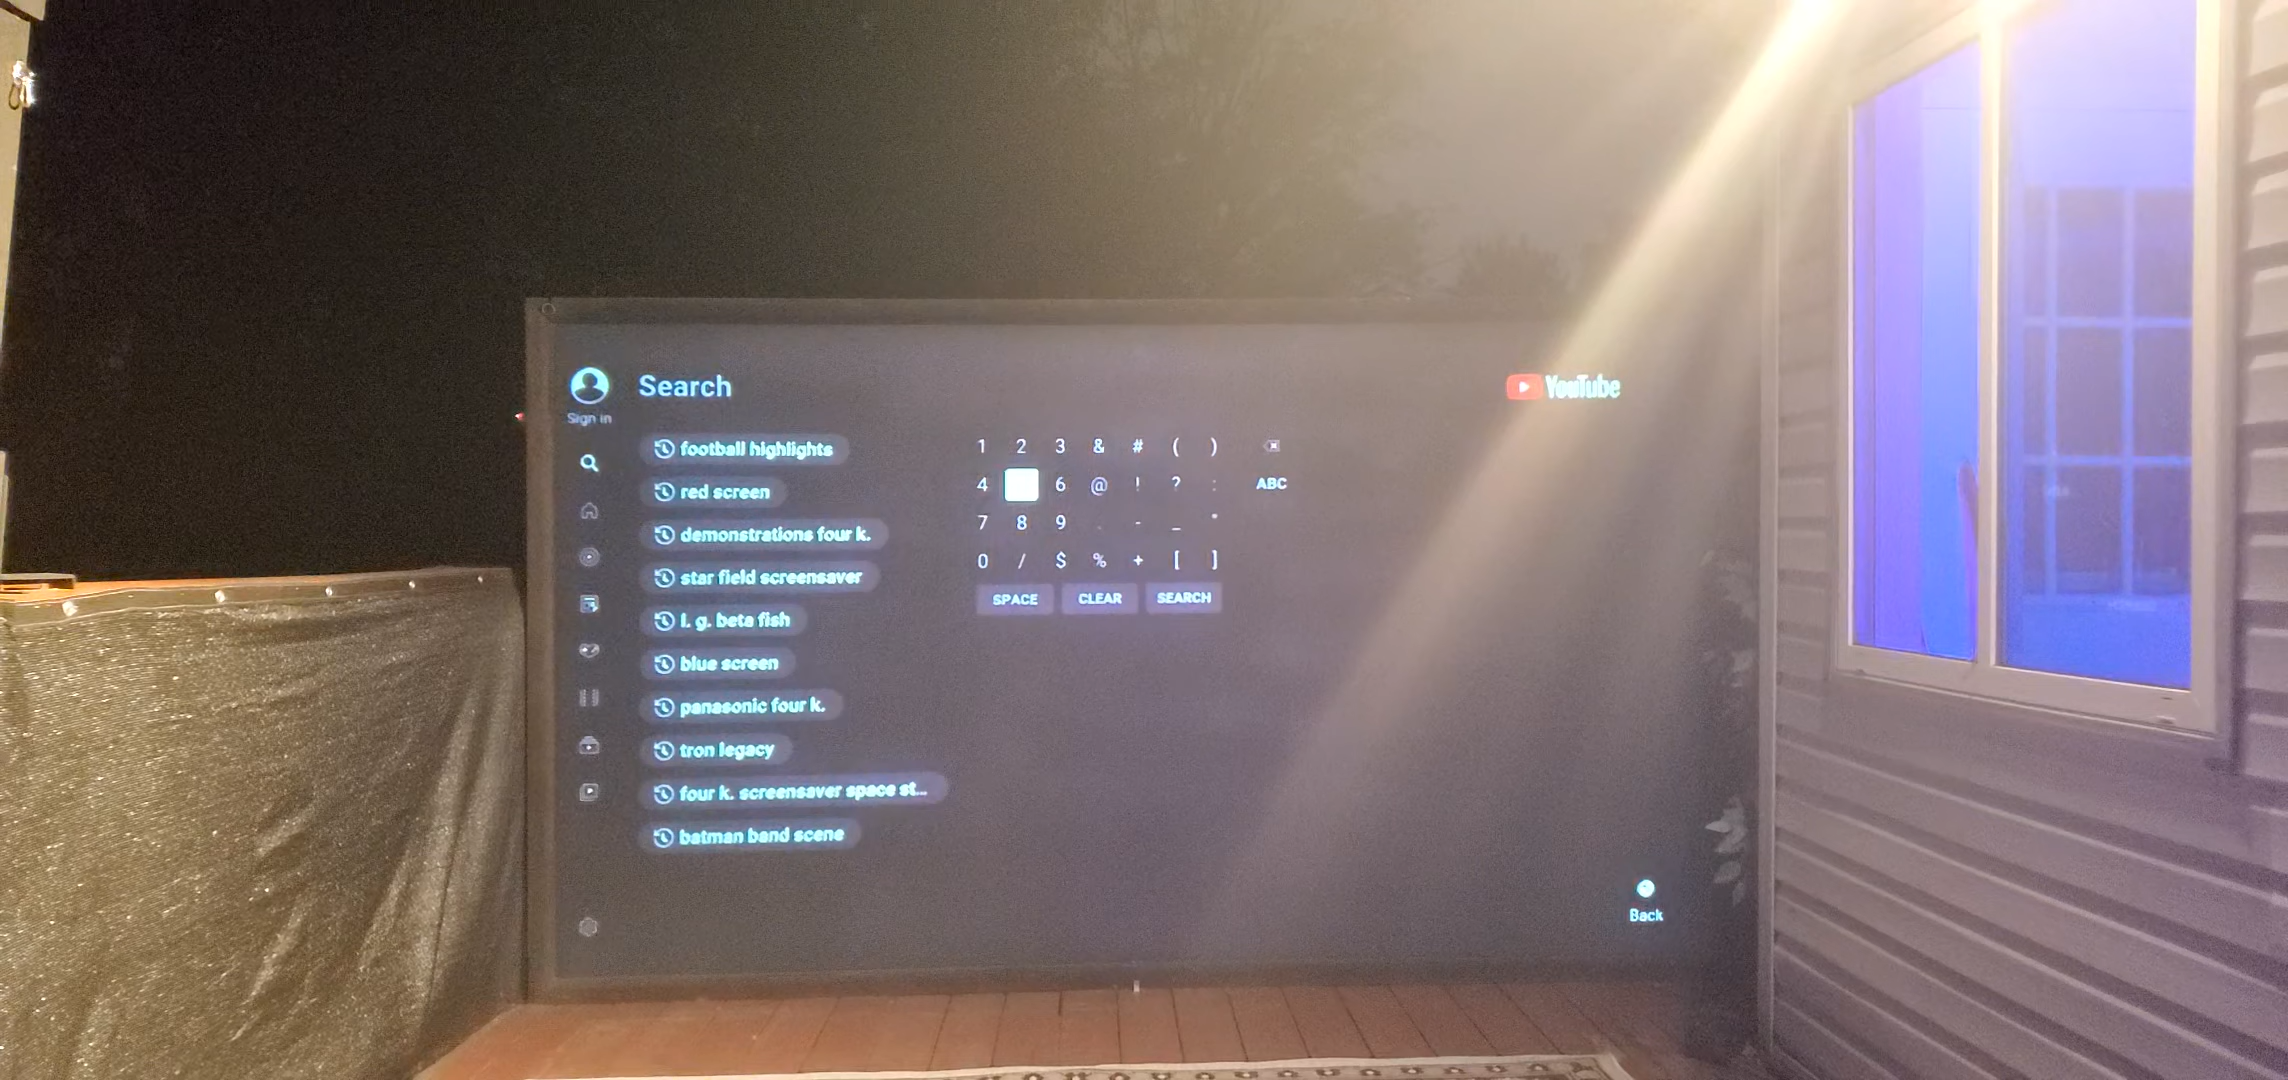 Search
YouTube
Sign in
football highlights
red screen
demonstrations four k.
star field screensaver
l. g. beta fish
blue screen
panasonic four k.
tron legacy
four k. screensaver space st...
batman band scene
1 2 3 & # ( )
4 6 @ ! ? : ABC
7 8 9 . - _ "
0 / $ % + [ ]
SPACE CLEAR SEARCH
Back